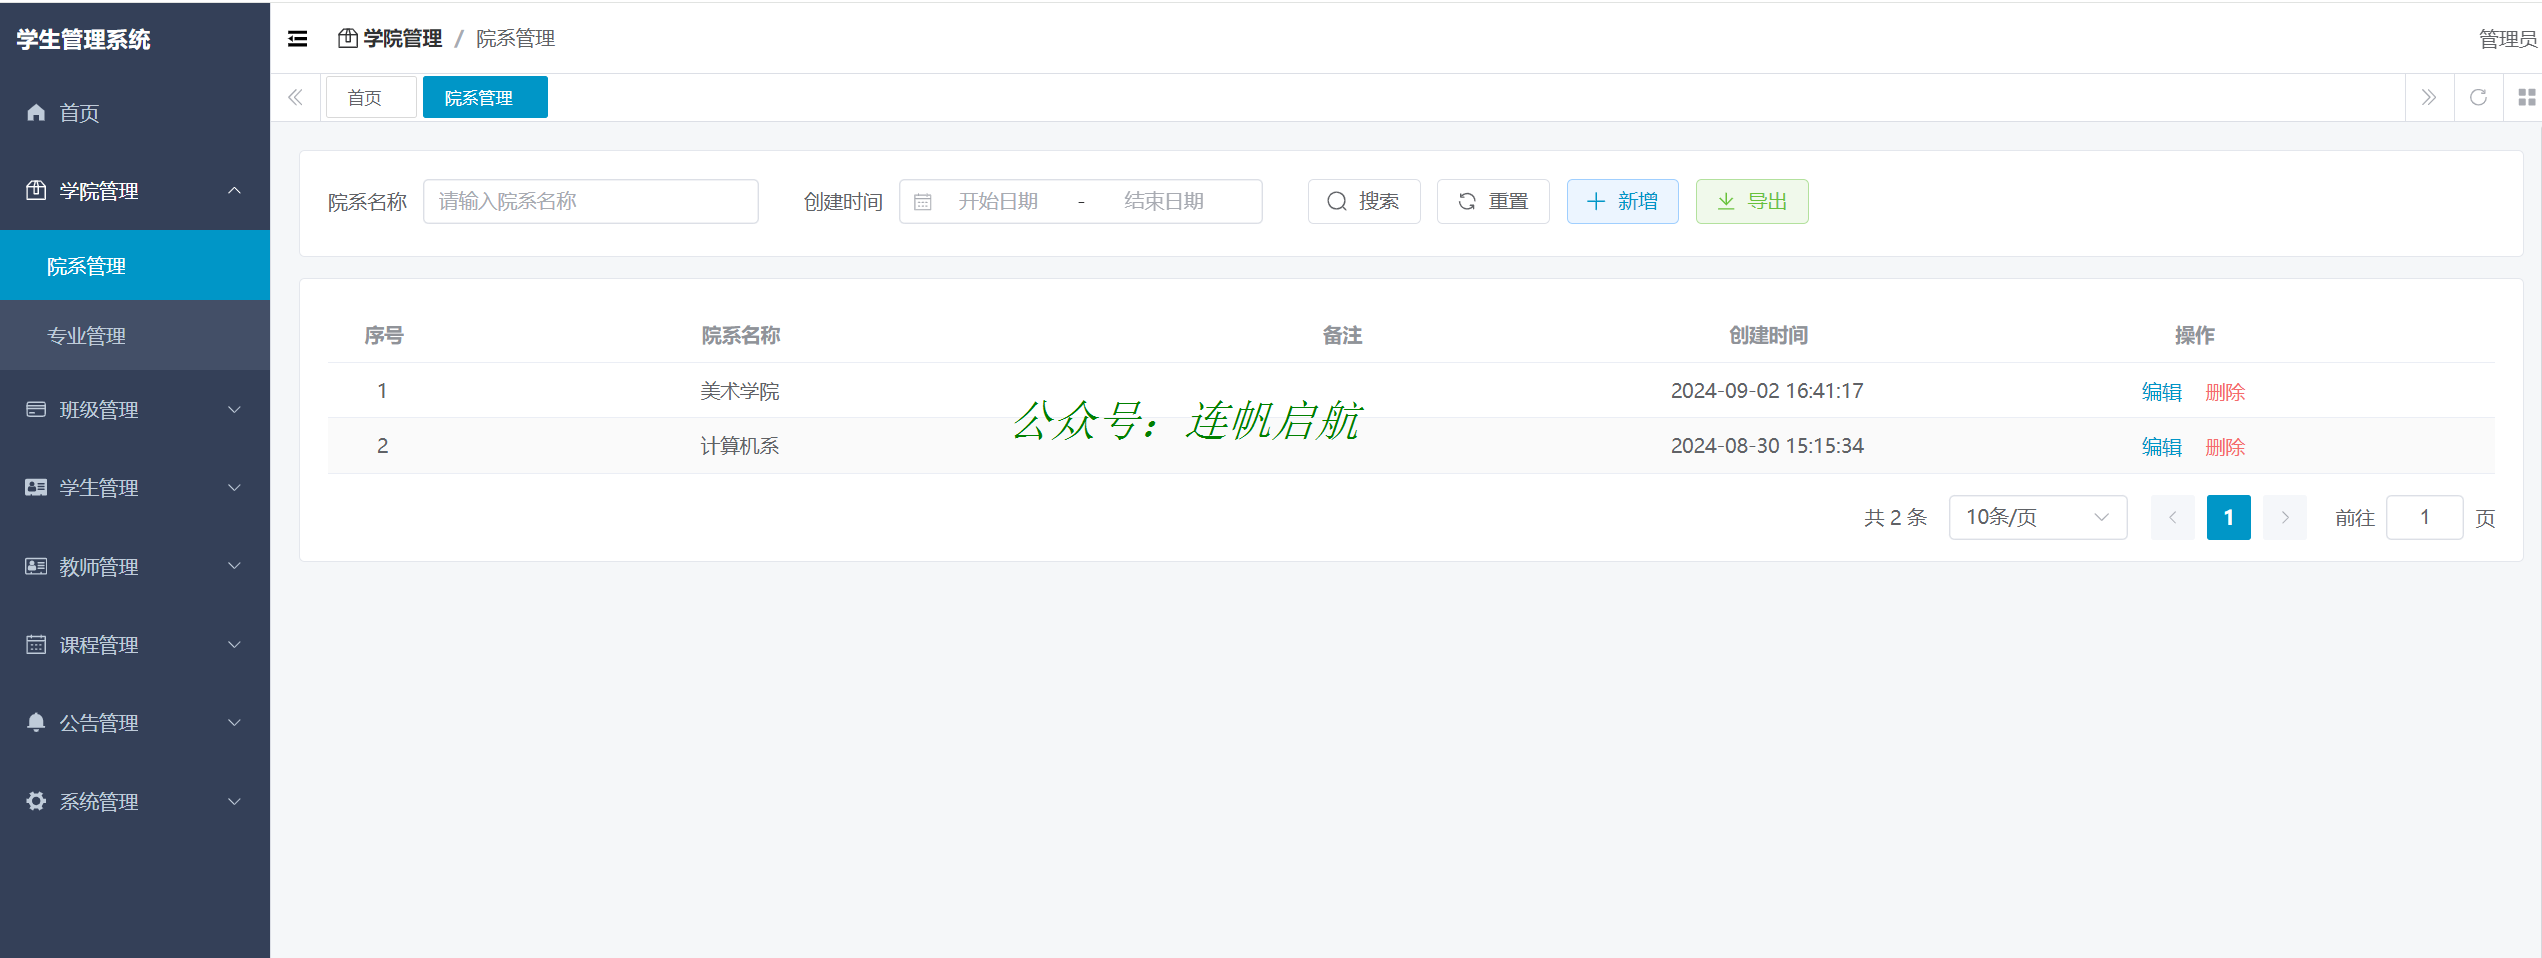 学生管理系统
首页
学院管理
院系管理
专业管理
班级管理
学生管理
教师管理
课程管理
公告管理
系统管理
学院管理 / 院系管理
管理员
首页 院系管理
院系名称 请输入院系名称 创建时间 开始日期 - 结束日期 搜索 重置 新增 导出
序号 院系名称 备注 创建时间 操作
1 美术学院 2024-09-02 16:41:17 编辑 删除
公众号：连帆启航
2 计算机系 2024-08-30 15:15:34 编辑 删除
共 2 条 10条/页 1 前往 1 页